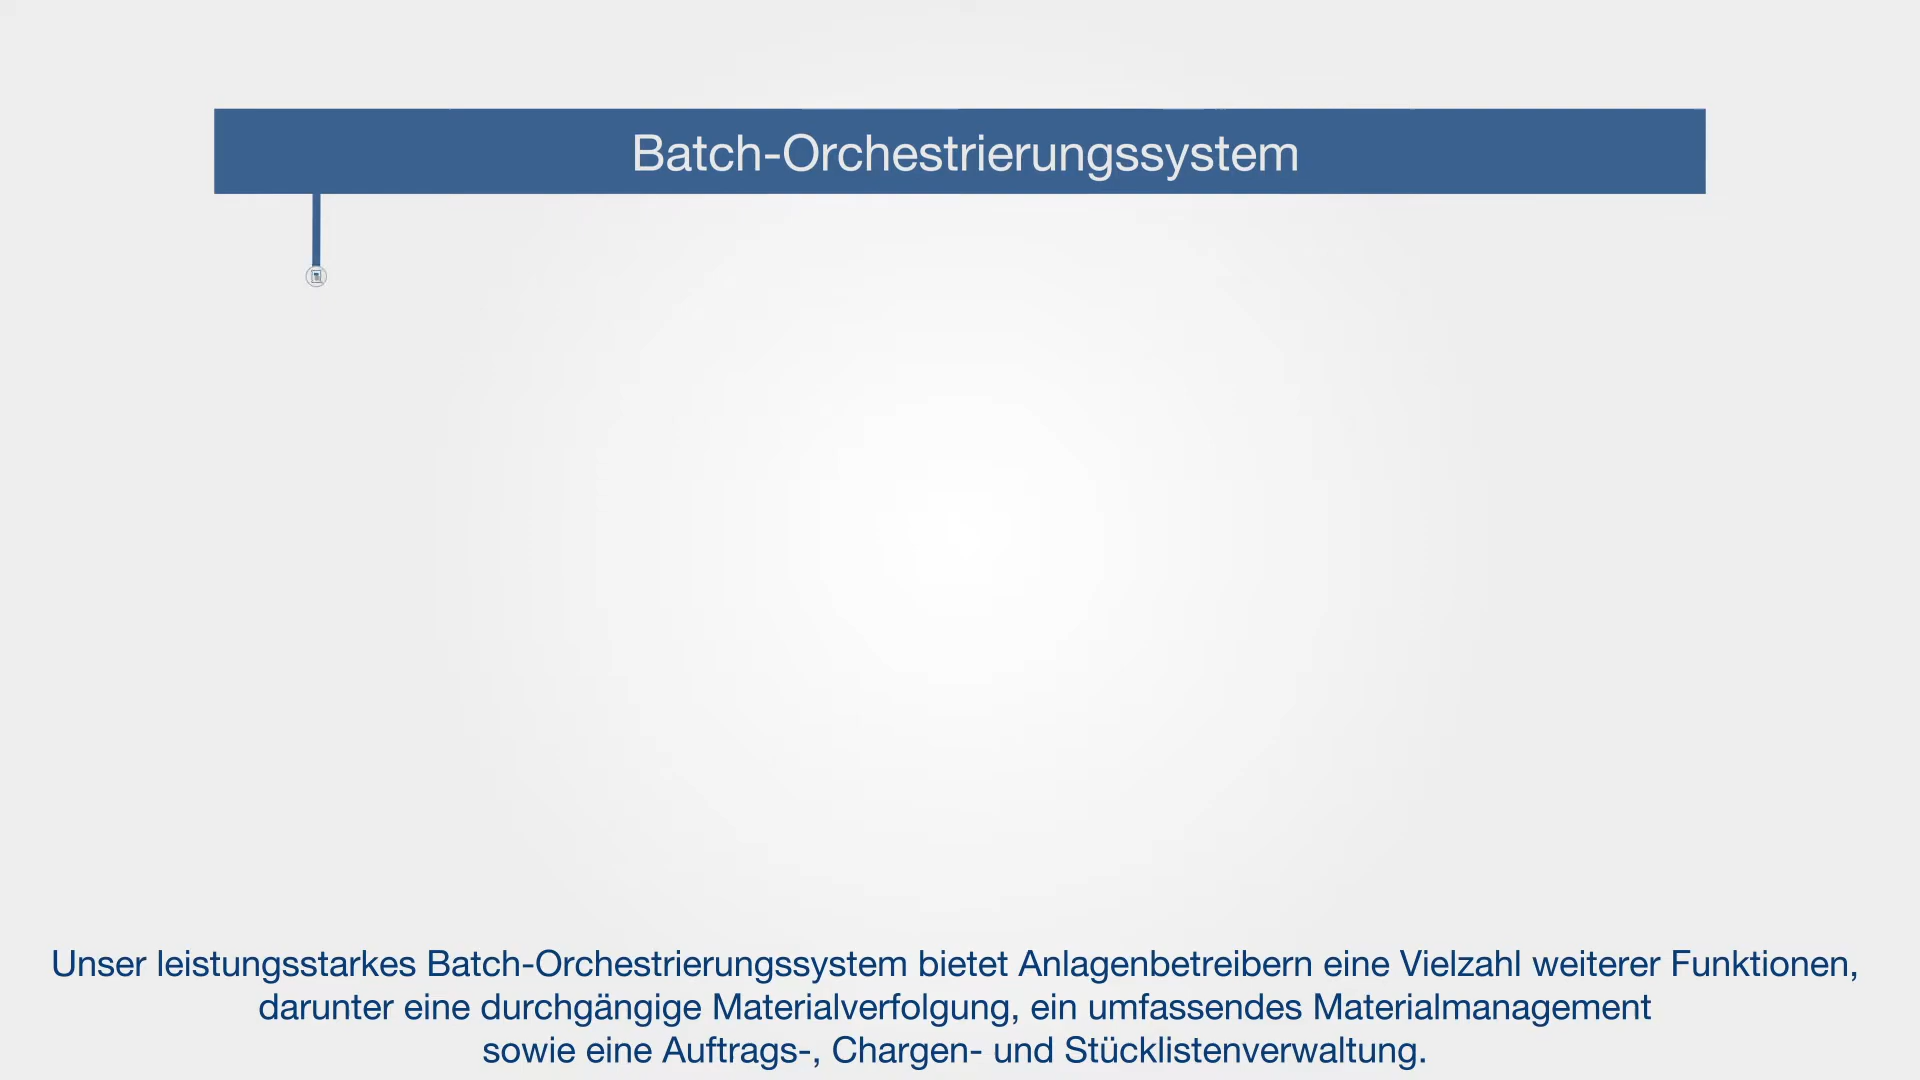 Batch-Orchestrierungssystem
Unser leistungsstarkes Batch-Orchestrierungssystem bietet Anlagenbetreibern eine Vielzahl weiterer Funktionen,
darunter eine durchgängige Materialverfolgung, ein umfassendes Materialmanagement
sowie eine Auftrags-, Chargen- und Stücklistenverwaltung.